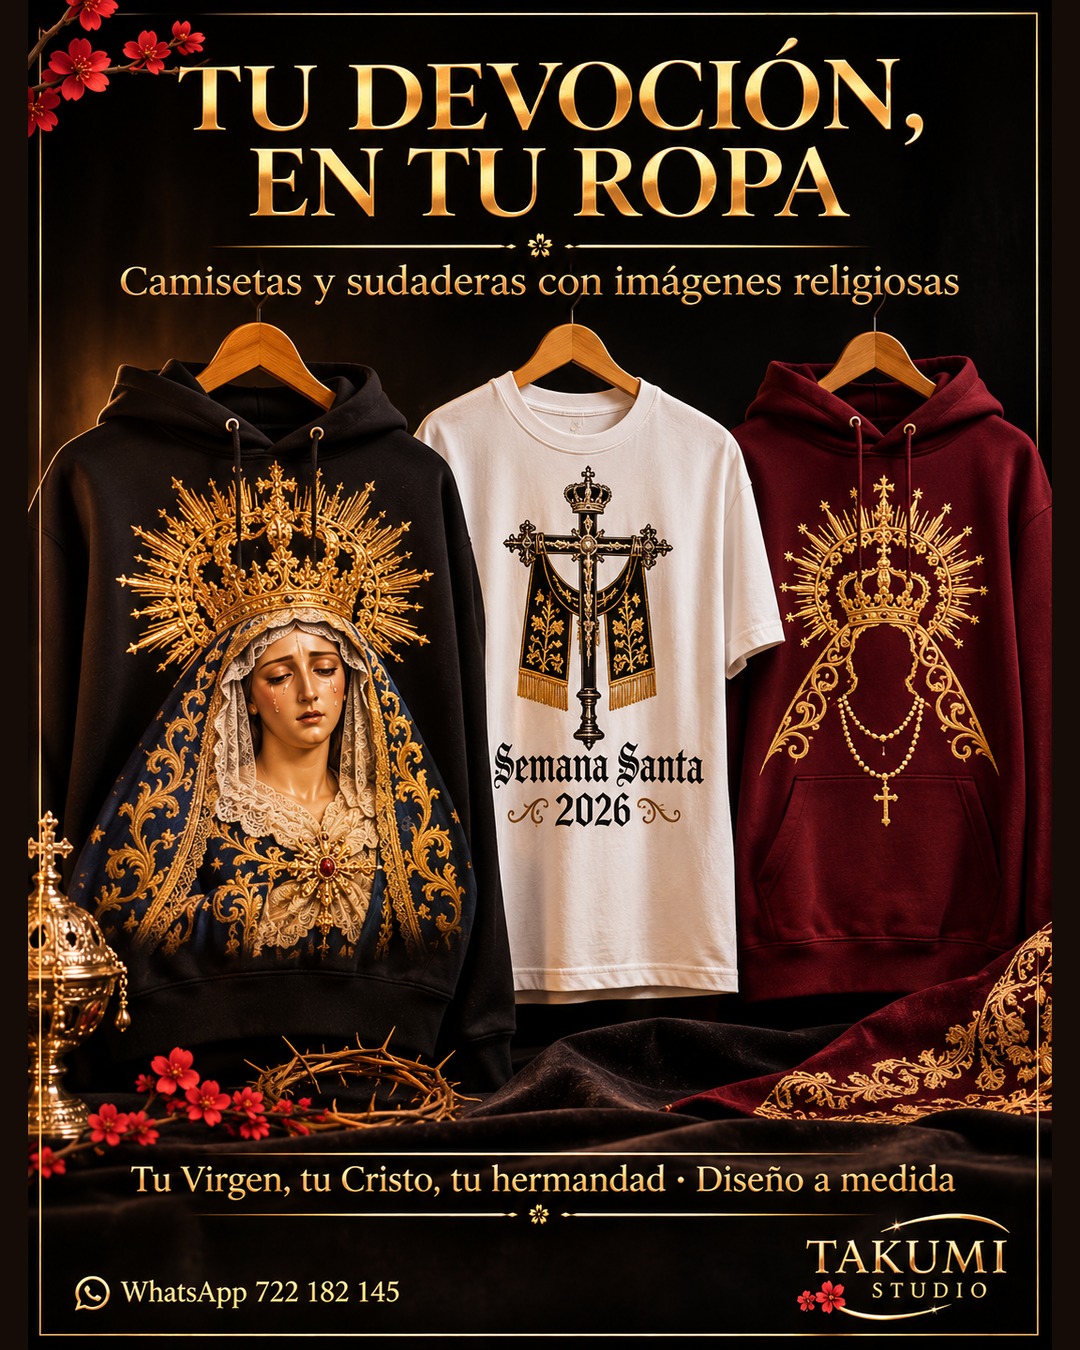 TU DEVOCIÓN,
EN TU ROPA
Camisetas y sudaderas con imágenes religiosas
Semana Santa
2026
Tu Virgen, tu Cristo, tu hermandad · Diseño a medida
WhatsApp 722 182 145
TAKUMI
STUDIO